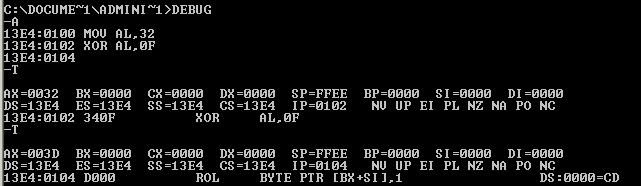 C:\DOCUME~1\ADMINI~1>DEBUG
-A
13E4:0100 MOV AL,32
13E4:0102 XOR AL,0F
13E4:0104
-T
AX=0032  BX=0000  CX=0000  DX=0000  SP=FFEE  BP=0000  SI=0000  DI=0000
DS=13E4  ES=13E4  SS=13E4  CS=13E4  IP=0102   NV UP EI PL NZ NA PO NC
13E4:0102 340F          XOR     AL,0F
-T
AX=003D  BX=0000  CX=0000  DX=0000  SP=FFEE  BP=0000  SI=0000  DI=0000
DS=13E4  ES=13E4  SS=13E4  CS=13E4  IP=0104   NV UP EI PL NZ NA PO NC
13E4:0104 D000          ROL     BYTE PTR [BX+SI],1                 DS:0000=CD